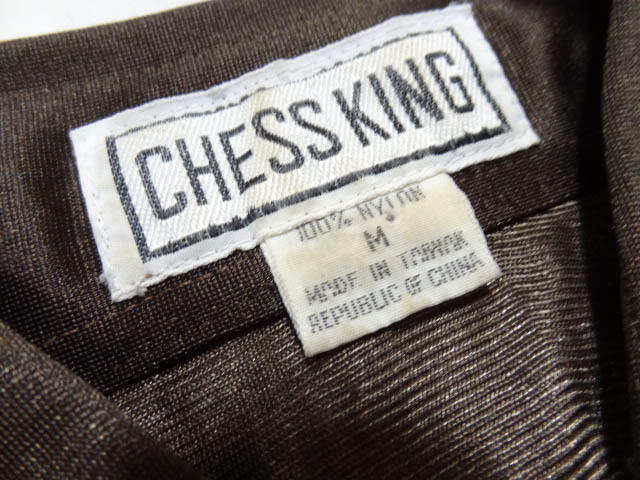 CHESS KING
100% NYLON
M
MADE IN TAIWAN
REPUBLIC OF CHINA